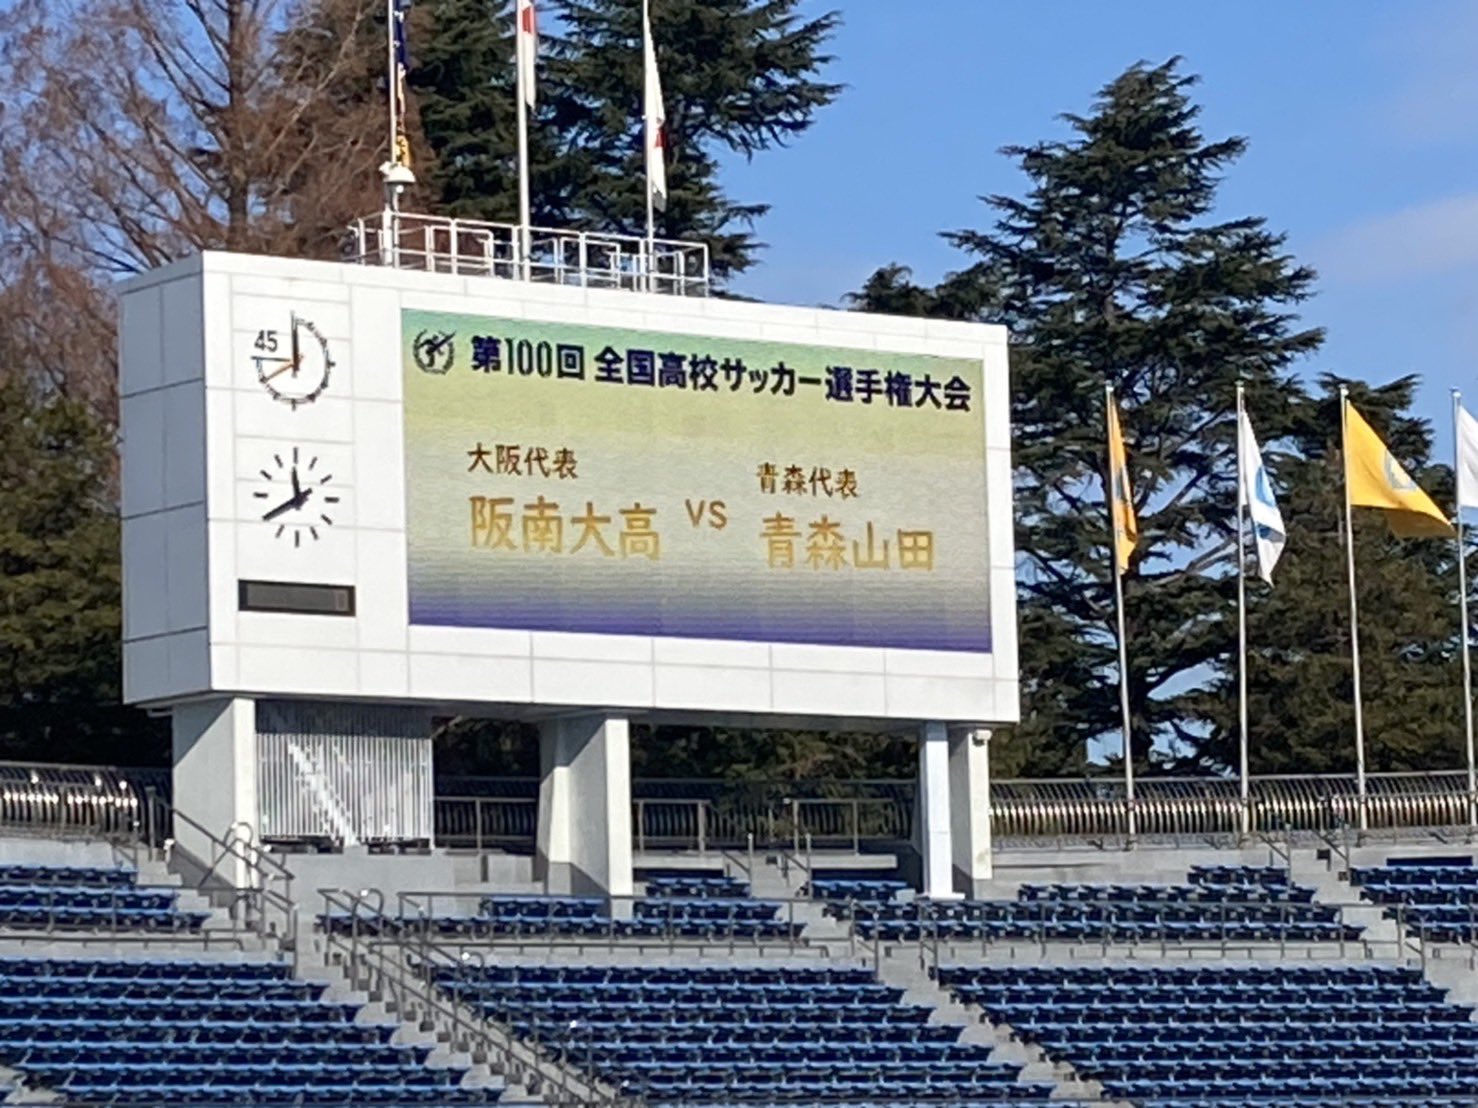 45
第100回 全国高校サッカー選手権大会
大阪代表
阪南大高
vs
青森代表
青森山田